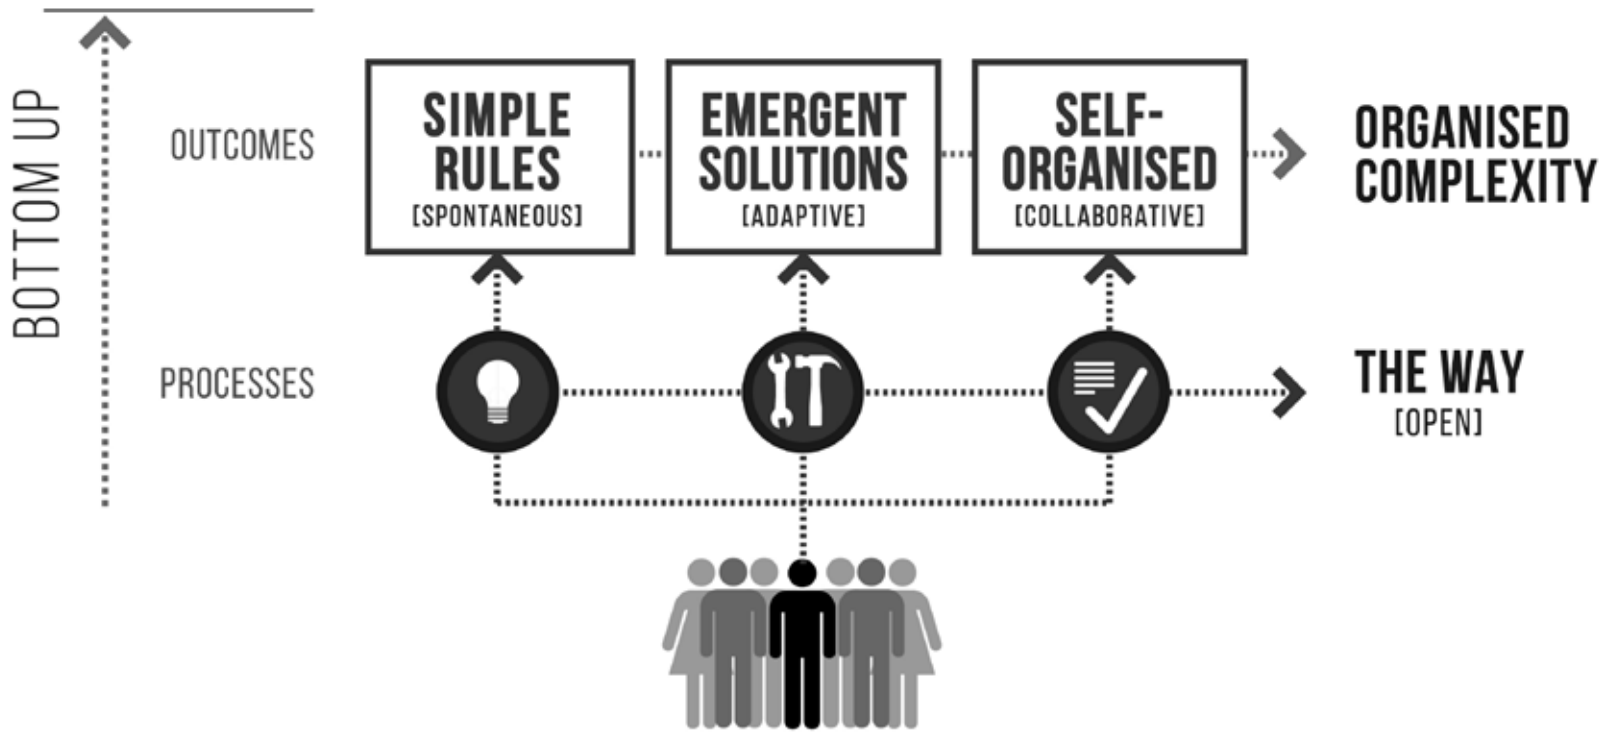 BOTTOM UP
OUTCOMES
SIMPLE
RULES
[SPONTANEOUS]
EMERGENT
SOLUTIONS
[ADAPTIVE]
SELF-
ORGANISED
[COLLABORATIVE]
ORGANISED
COMPLEXITY
PROCESSES
THE WAY
[OPEN]